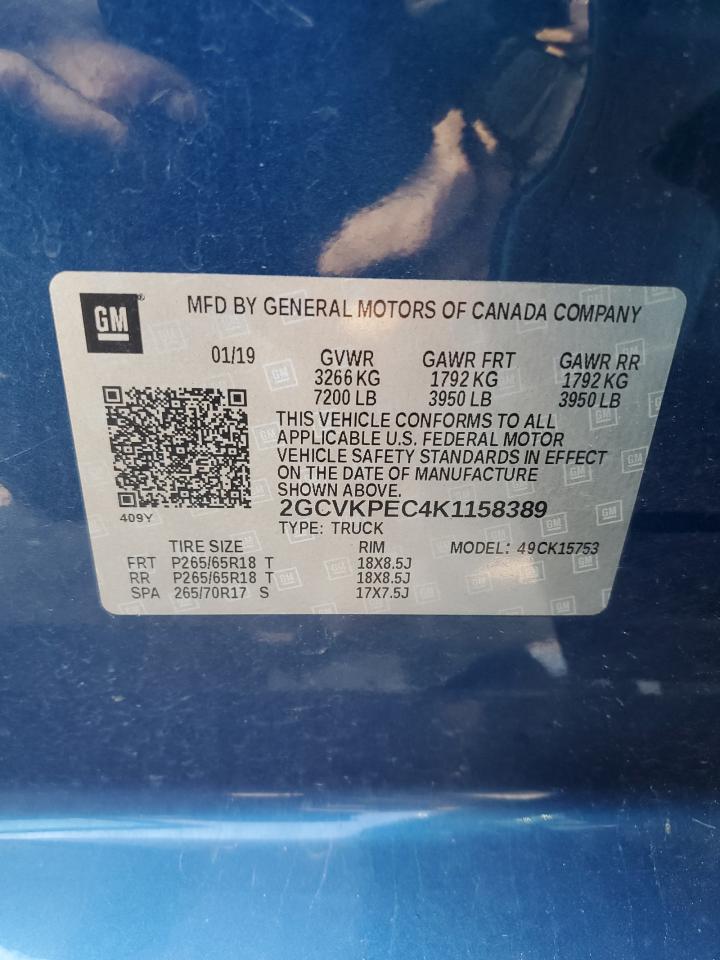 GM®
MFD BY GENERAL MOTORS OF CANADA COMPANY
01/19 GVWR GAWR FRT GAWR RR
3266 KG 1792 KG 1792 KG
7200 LB 3950 LB 3950 LB
THIS VEHICLE CONFORMS TO ALL
APPLICABLE U.S. FEDERAL MOTOR
VEHICLE SAFETY STANDARDS IN EFFECT
ON THE DATE OF MANUFACTURE
SHOWN ABOVE.
2GCVKPEC4K1158389
409Y
TYPE: TRUCK
TIRE SIZE RIM MODEL: 49CK15753
FRT P265/65R18 T 18X8.5J
RR P265/65R18 T 18X8.5J
SPA 265/70R17 S 17X7.5J